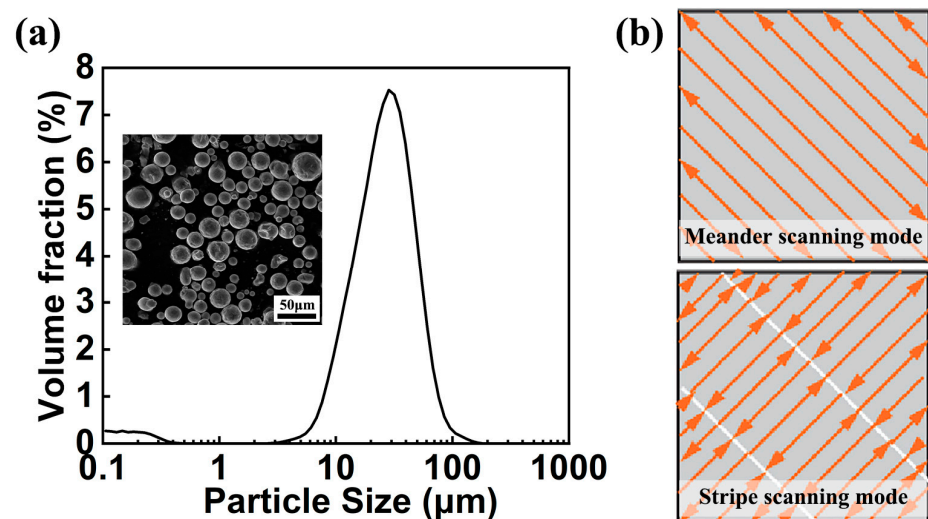 (a)
Volume fraction (%)
8
7
6
5
4
3
2
1
0
50μm
0.1 1 10 100 1000
Particle Size (μm)
(b)
Meander scanning mode
Stripe scanning mode